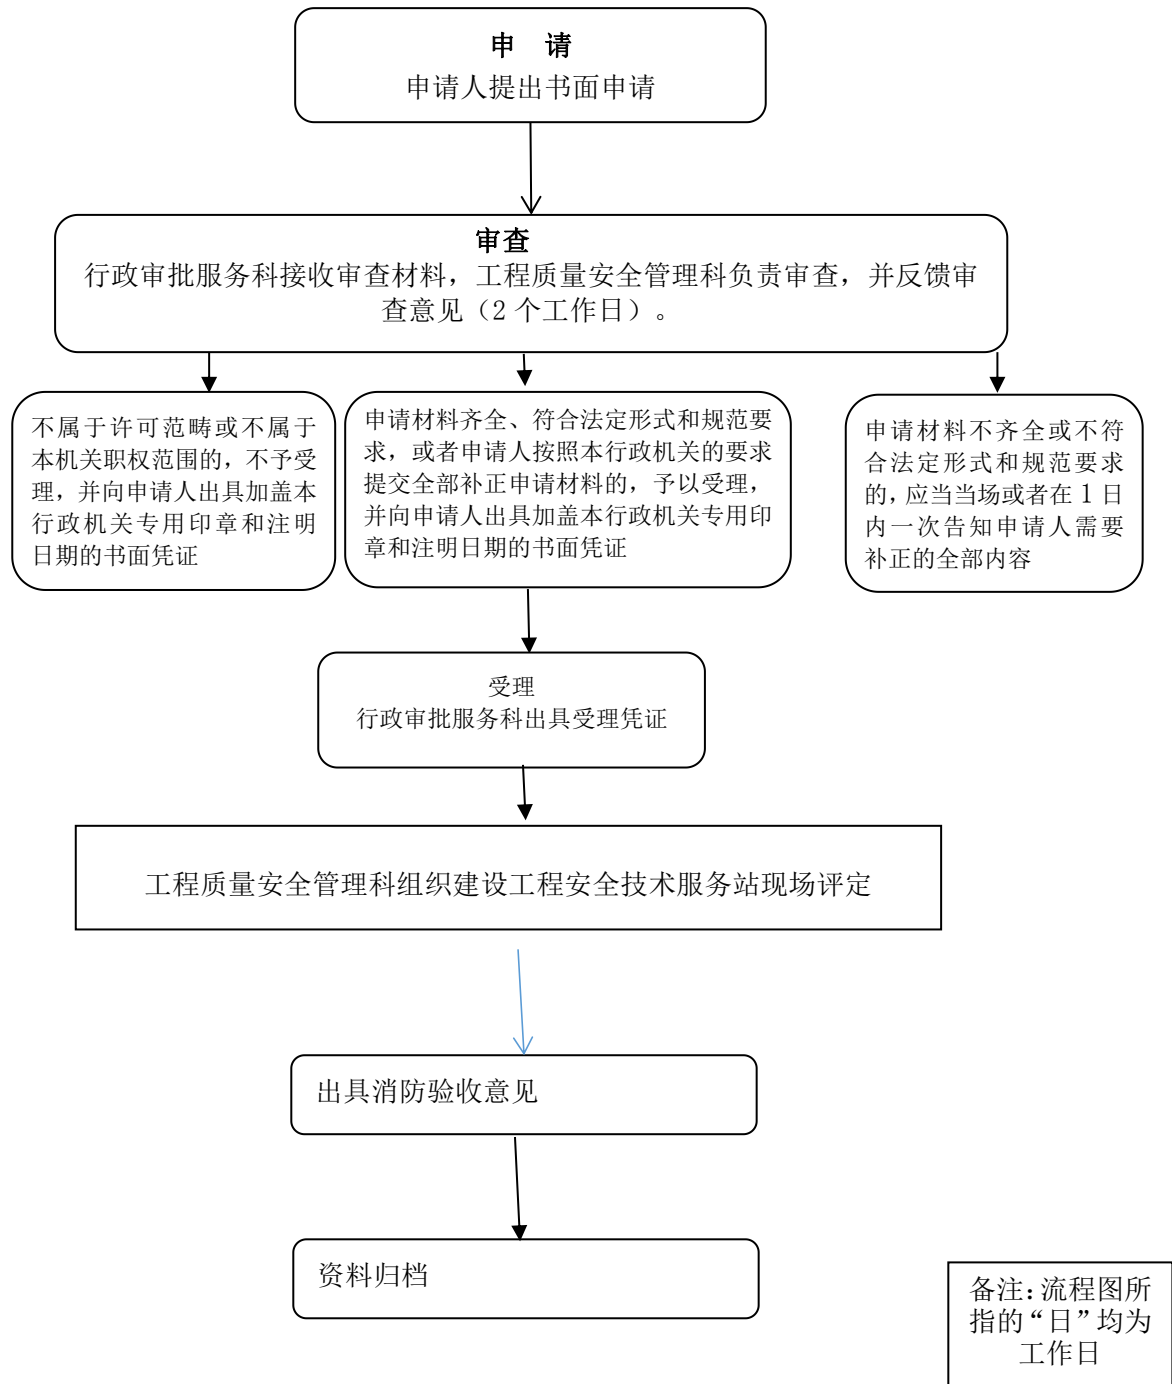 申 请
申请人提出书面申请
审查
行政审批服务科接收审查材料，工程质量安全管理科负责审查，并反馈审
查意见（2 个工作日）。
不属于许可范畴或不属于
本机关职权范围的，不予受
理，并向申请人出具加盖本
行政机关专用印章和注明
日期的书面凭证
申请材料齐全、符合法定形式和规范要
求，或者申请人按照本行政机关的要求
提交全部补正申请材料的，予以受理，
并向申请人出具加盖本行政机关专用印
章和注明日期的书面凭证
申请材料不齐全或不符
合法定形式和规范要求
的，应当当场或者在 1 日
内一次告知申请人需要
补正的全部内容
受理
行政审批服务科出具受理凭证
工程质量安全管理科组织建设工程安全技术服务站现场评定
出具消防验收意见
资料归档
备注：流程图所
指的“日”均为
工作日